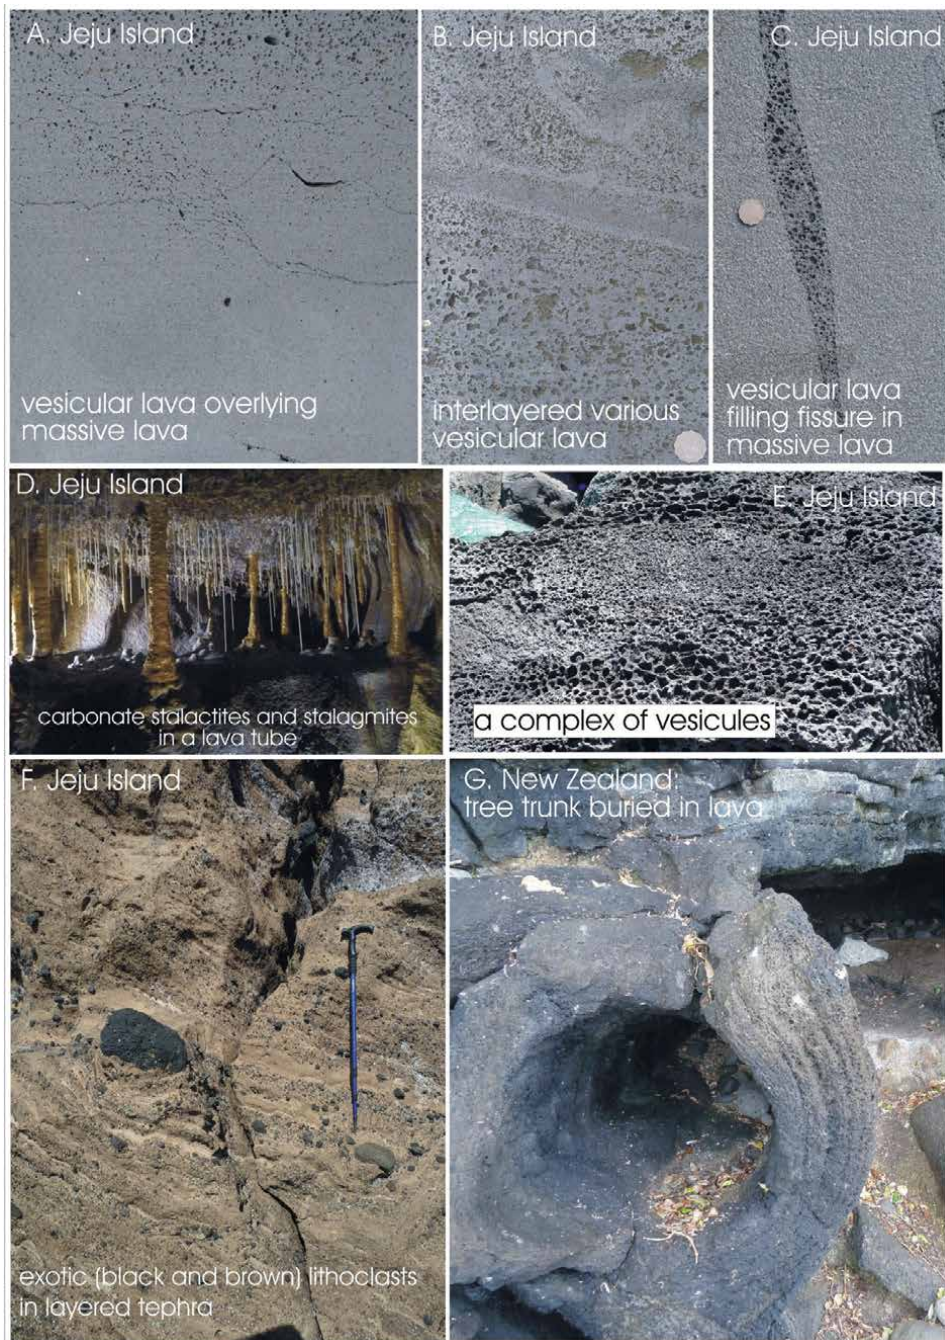 A. Jeju Island
vesicular lava overlying
massive lava
B. Jeju Island
interlayered various
vesicular lava
C. Jeju Island
vesicular lava
filling fissure in
massive lava
D. Jeju Island
carbonate stalactites and stalagmites
in a lava tube
E. Jeju Island
a complex of vesicules
F. Jeju Island
exotic (black and brown) lithoclasts
in layered tephra
G. New Zealand:
tree trunk buried in lava